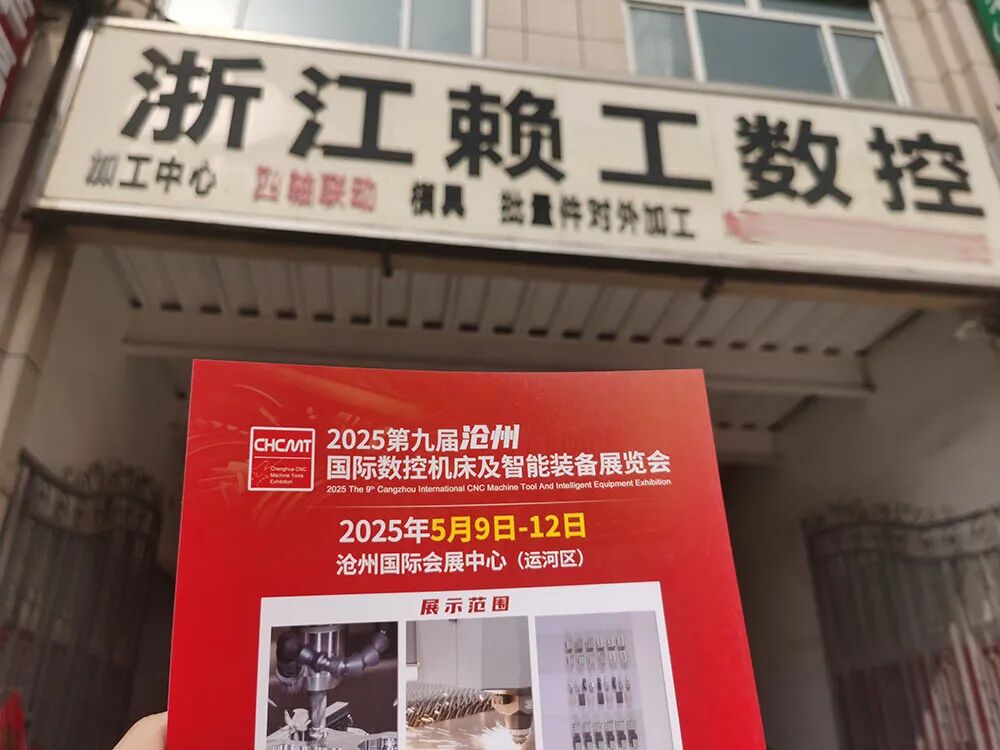 浙江赖工数控
加工中心 四轴联动 模具 批量件对外加工
CHCMT
Chenghua CNC
Machine Tools
Exhibition
2025第九届沧州
国际数控机床及智能装备展览会
2025 The 9th Cangzhou International CNC Machine Tool And Intelligent Equipment Exhibition
2025年5月9日-12日
沧州国际会展中心（运河区）
展示范围